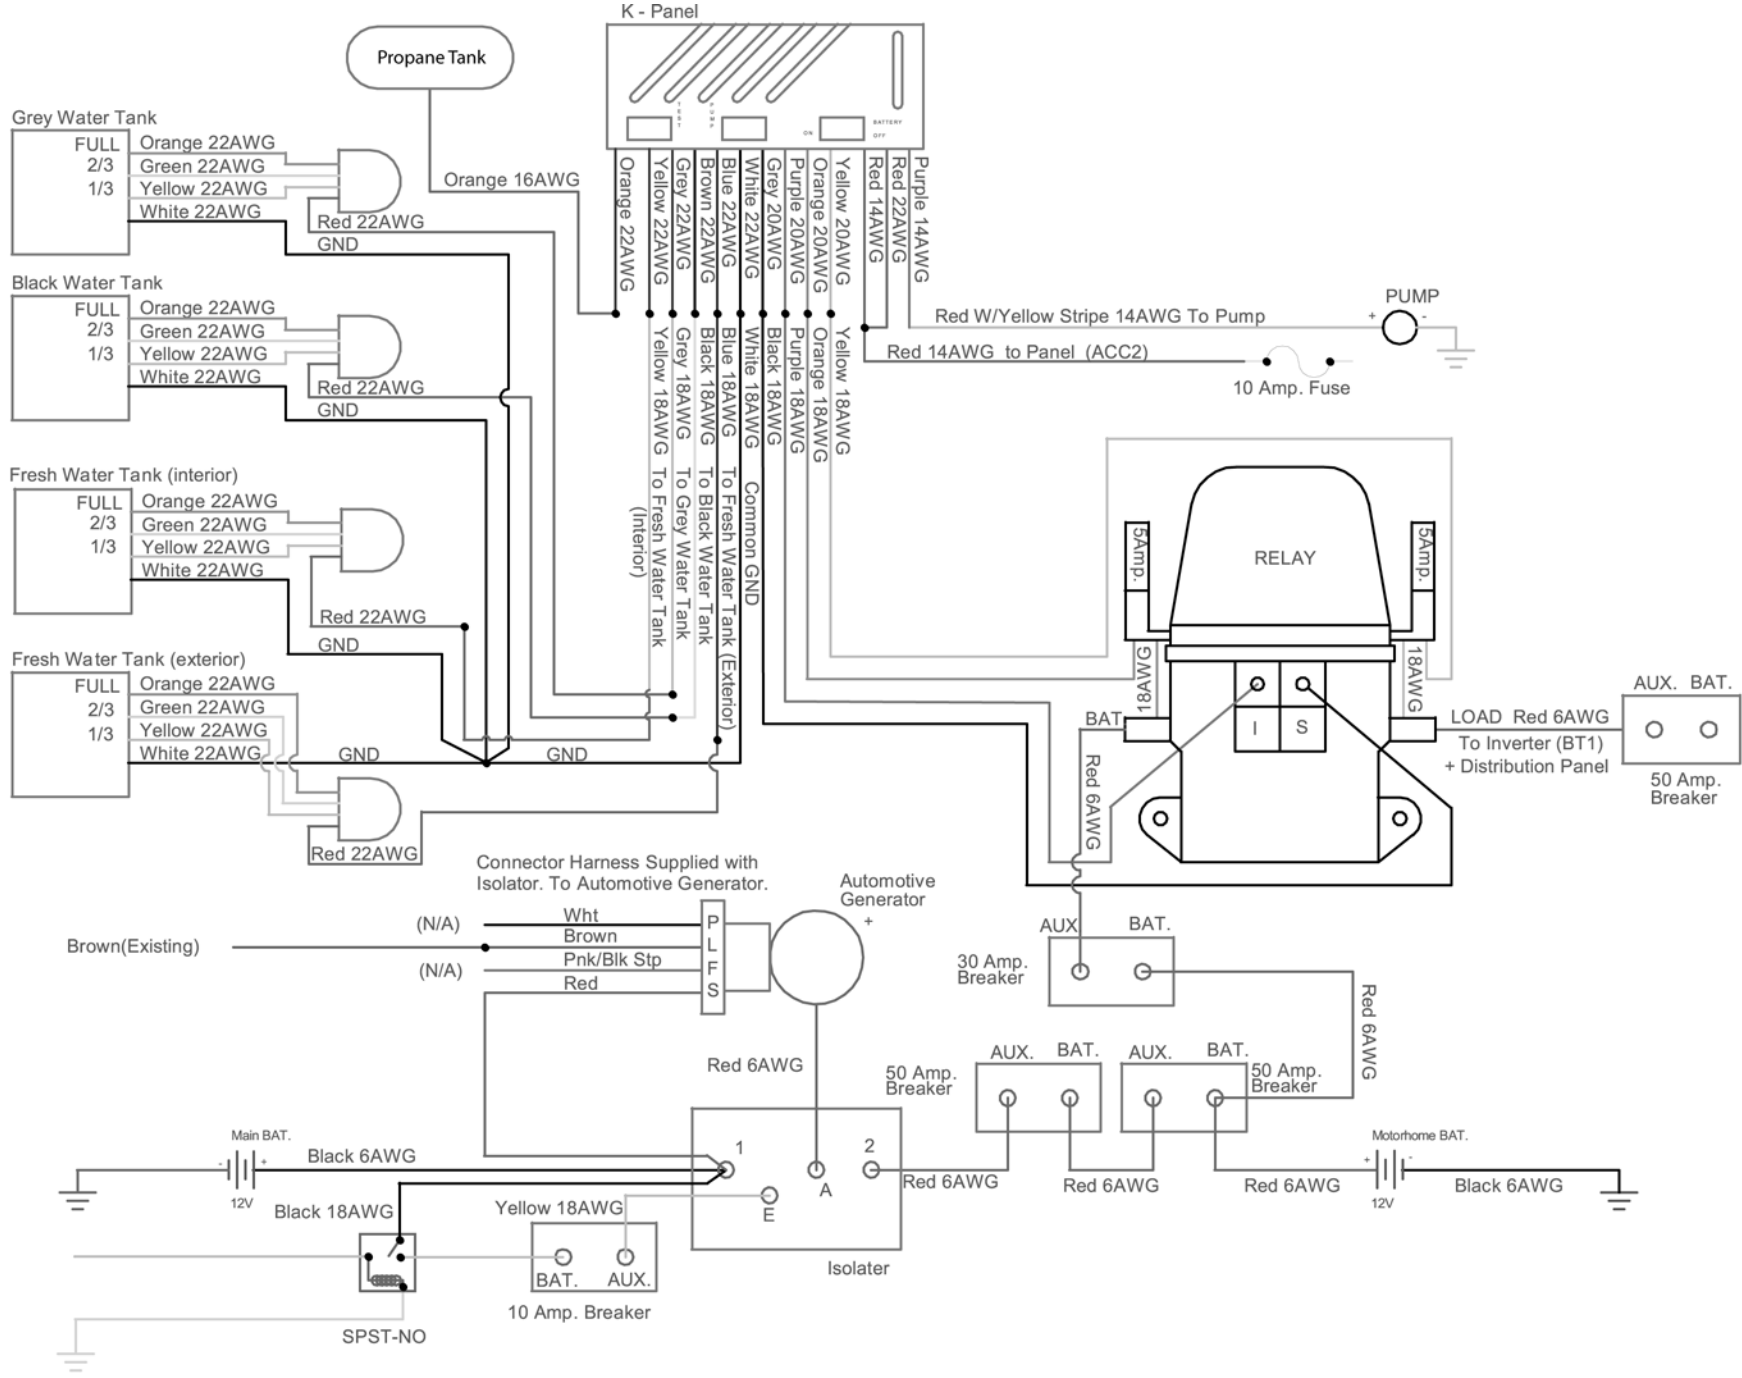 K - Panel
Propane Tank
TEST
PUMP
ON
BATTERY
OFF
Grey Water Tank
FULL
2/3
1/3
Orange 22AWG
Green 22AWG
Yellow 22AWG
White 22AWG
Red 22AWG
GND
Orange 16AWG
Orange 22AWG
Yellow 22AWG
Grey 22AWG
Brown 22AWG
Blue 22AWG
White 22AWG
Grey 20AWG
Purple 20AWG
Orange 20AWG
Yellow 20AWG
Red 14AWG
Red 22AWG
Purple 14AWG
Black Water Tank
FULL
2/3
1/3
Orange 22AWG
Green 22AWG
Yellow 22AWG
White 22AWG
Red 22AWG
GND
Yellow 18AWG To Fresh Water Tank
(Interior)
Grey 18AWG To Grey Water Tank
Black 18AWG To Black Water Tank
Blue 18AWG To Fresh Water Tank (Exterior)
White 18AWG Common GND
Black 18AWG
Purple 18AWG
Orange 18AWG
Yellow 18AWG
PUMP
+ -
Red W/Yellow Stripe 14AWG To Pump
Red 14AWG to Panel (ACC2)
10 Amp. Fuse
Fresh Water Tank (interior)
FULL
2/3
1/3
Orange 22AWG
Green 22AWG
Yellow 22AWG
White 22AWG
Red 22AWG
GND
Fresh Water Tank (exterior)
FULL
2/3
1/3
Orange 22AWG
Green 22AWG
Yellow 22AWG
White 22AWG
GND
GND
Red 22AWG
5Amp.
RELAY
5Amp.
18AWG
18AWG
BAT.
I
S
LOAD Red 6AWG
To Inverter (BT1)
+ Distribution Panel
AUX. BAT.
50 Amp.
Breaker
Red 6AWG
Connector Harness Supplied with
Isolator. To Automotive Generator.
Automotive
Generator
+
(N/A)
Wht
Brown(Existing)
Brown
(N/A)
Pnk/Blk Stp
Red
P
L
F
S
AUX.
BAT.
30 Amp.
Breaker
Red 6AWG
Red 6AWG
50 Amp.
Breaker
AUX. BAT.
AUX. BAT.
50 Amp.
Breaker
Main BAT.
- +
12V
Black 6AWG
Black 18AWG
1
2
A
E
Red 6AWG
Red 6AWG
Red 6AWG
Motorhome BAT.
+ -
12V
Black 6AWG
Yellow 18AWG
BAT. AUX.
10 Amp. Breaker
Isolater
SPST-NO